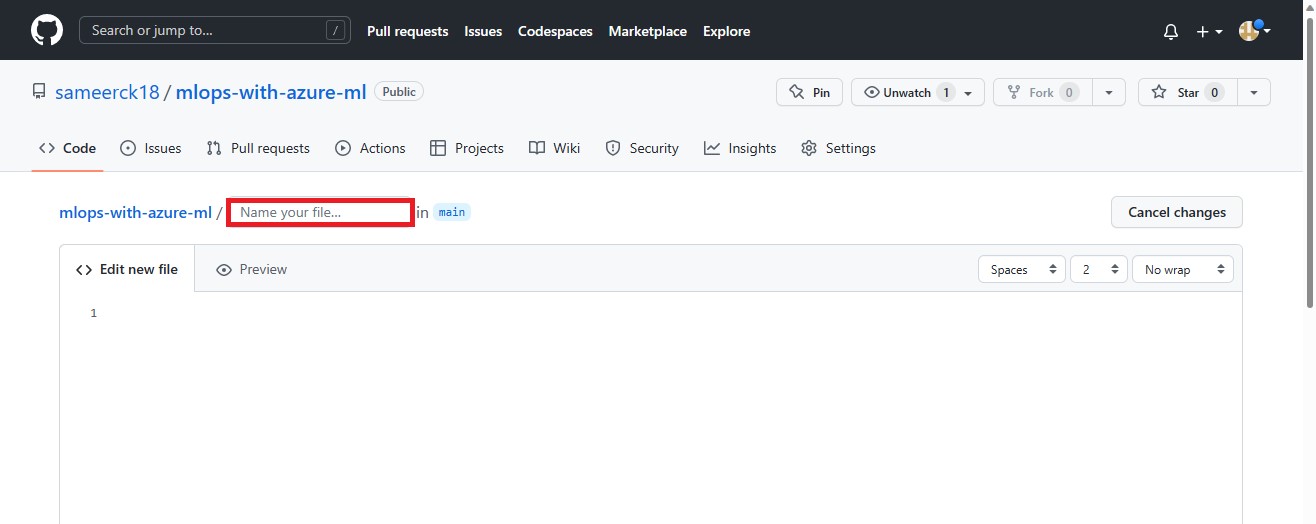 Search or jump to... / Pull requests Issues Codespaces Marketplace Explore
sameerck18 / mlops-with-azure-ml Public Pin Unwatch 1 Fork 0 Star 0
Code Issues Pull requests Actions Projects Wiki Security Insights Settings
mlops-with-azure-ml / Name your file... in main Cancel changes
Edit new file Preview Spaces 2 No wrap
1